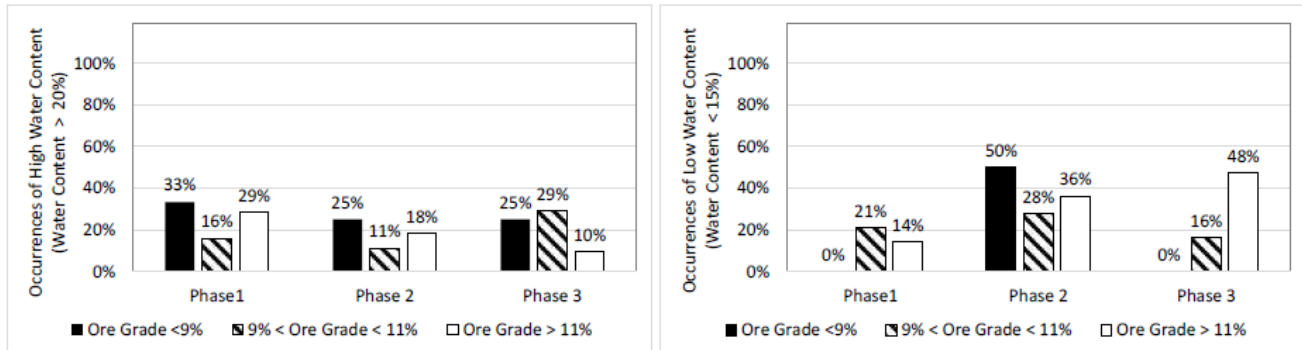 Occurrences of High Water Content
(Water Content > 20%)
100%
80%
60%
40%
20%
0%
33%
16%
29%
25%
11%
18%
25%
29%
10%
Phase1
Phase 2
Phase 3
Ore Grade <9%
9% < Ore Grade < 11%
Ore Grade > 11%
Occurrences of Low Water Content
(Water Content < 15%)
100%
80%
60%
40%
20%
0%
0%
21%
14%
50%
28%
36%
0%
16%
48%
Phase1
Phase 2
Phase 3
Ore Grade <9%
9% < Ore Grade < 11%
Ore Grade > 11%